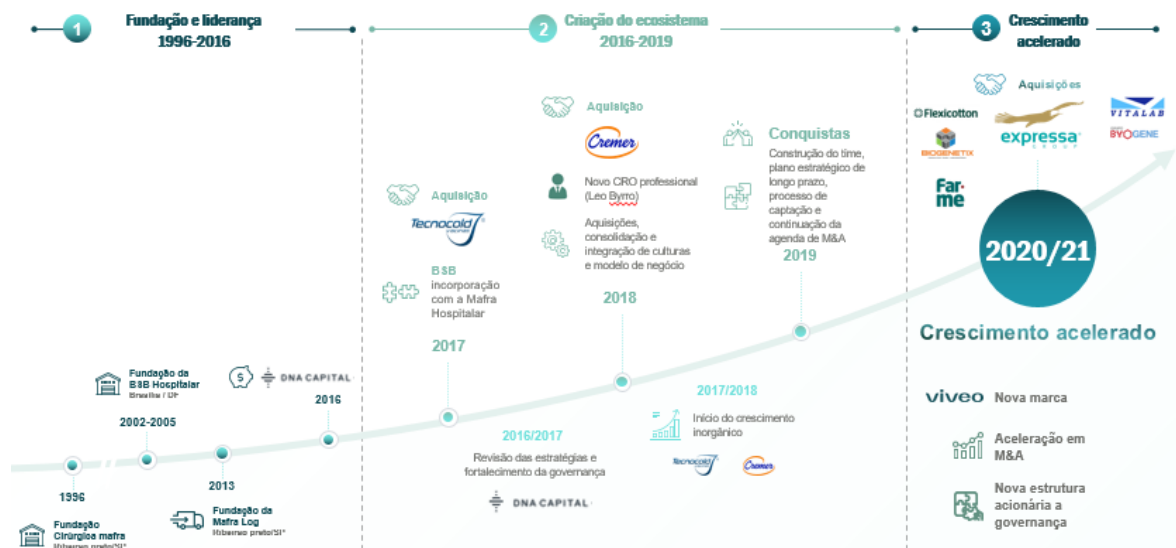 1
Fundação e liderança
1996-2016
2
Criação do ecosistema
2016-2019
3
Crescimento
acelerado
Fundação da
BSB Hospitalar
Brasília / DF
2002-2005
DNA CAPITAL
2016
1996
Fundação
Cirúrgica mafra
2013
Fundação da
Mafra Log
Aquisição
Tecnocold
BSB
incorporação
com a Mafra
Hospitalar
2017
2016/2017
Revisão das estratégias e
fortalecimento da governança
DNA CAPITAL
Aquisição
Cremer
Novo CRO professional
(Leo Byrro)
Aquisições,
consolidação e
integração de culturas
e modelo de negócio
2018
2017/2018
Início do crescimento
inorgânico
Tecnocold
Cremer
Conquistas
Construção do time,
plano estratégico de
longo prazo,
processo de
captação e
continuação da
agenda de M&A
2019
Aquisições
Flexicotton
BIOGENETIX
expressa
GROUP
VITALAB
BYOGENE
Far.me
2020/21
Crescimento acelerado
viveo Nova marca
Aceleração em
M&A
Nova estrutura
acionária a
governança